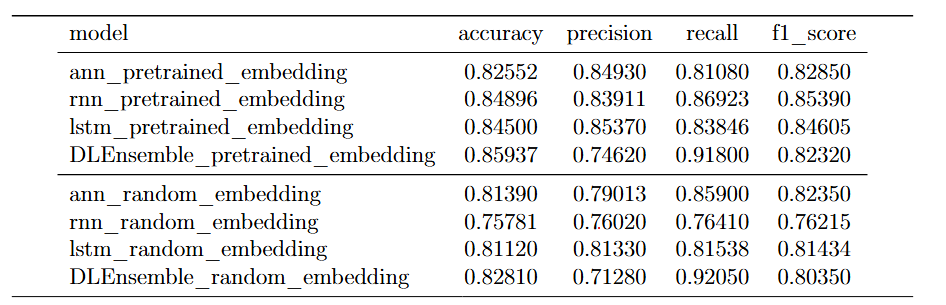 model accuracy precision recall f1_score
ann_pretrained_embedding 0.82552 0.84930 0.81080 0.82850
rnn_pretrained_embedding 0.84896 0.83911 0.86923 0.85390
lstm_pretrained_embedding 0.84500 0.85370 0.83846 0.84605
DLEnsemble_pretrained_embedding 0.85937 0.74620 0.91800 0.82320
ann_random_embedding 0.81390 0.79013 0.85900 0.82350
rnn_random_embedding 0.75781 0.76020 0.76410 0.76215
lstm_random_embedding 0.81120 0.81330 0.81538 0.81434
DLEnsemble_random_embedding 0.82810 0.71280 0.92050 0.80350